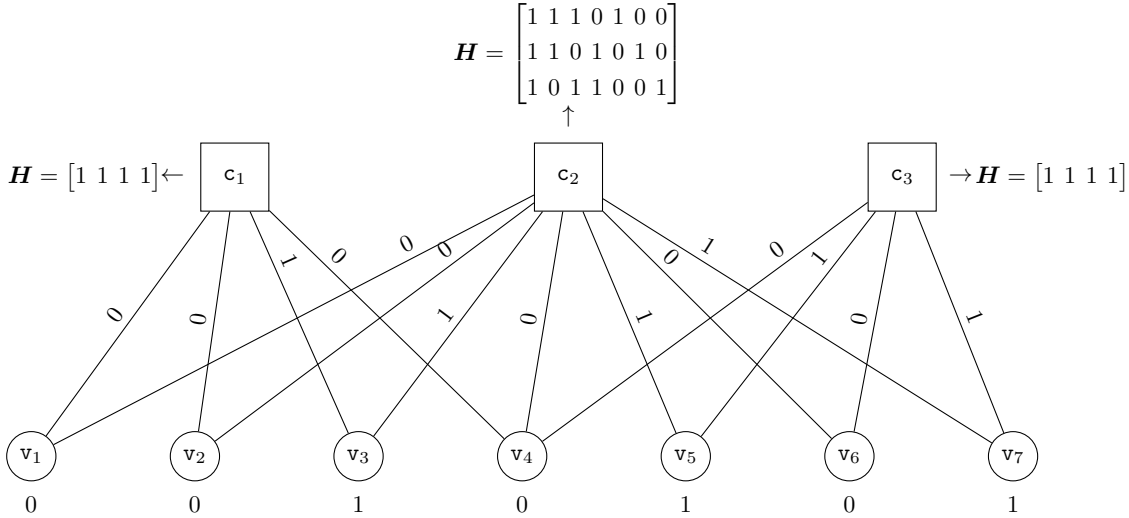 H = [1 1 1 0 1 0 0
1 1 0 1 0 1 0
1 0 1 1 0 0 1]
↑
H = [1 1 1 1] ← c₁ c₂ c₃ → H = [1 1 1 1]
0 0 1 0 0 0 1 0 1 0 1 0 1 0 1
v₁ v₂ v₃ v₄ v₅ v₆ v₇
0 0 1 0 1 0 1